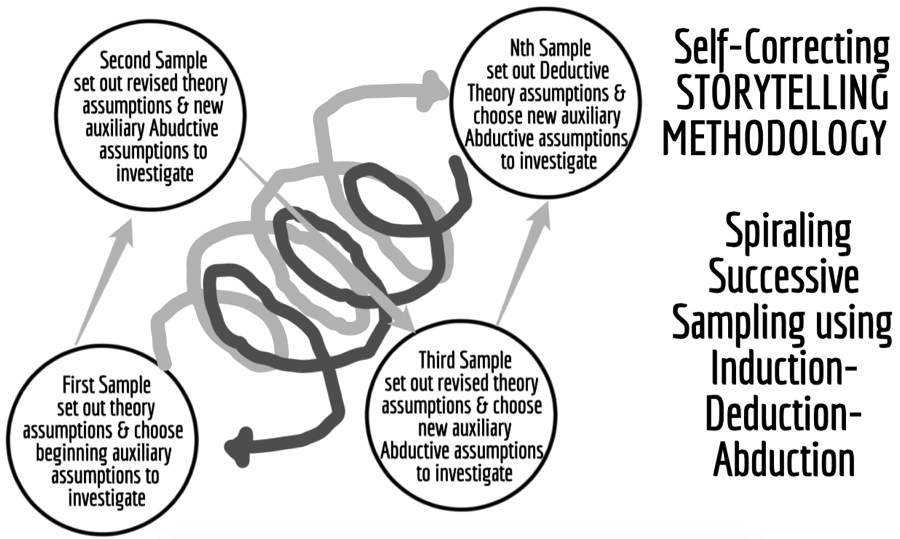 Second Sample
set out revised theory
assumptions & new
auxiliary Abudctive
assumptions to
investigate
Nth Sample
set out Deductive
Theory assumptions &
choose new auxiliary
Abductive assumptions
to investigate
Self-Correcting
STORYTELLING
METHODOLOGY
Spiraling
Successive
Sampling using
Induction-
Deduction-
Abduction
First Sample
set out theory
assumptions & choose
beginning auxiliary
assumptions to
investigate
Third Sample
set out revised theory
assumptions & choose
new auxiliary
Abductive assumptions
to investigate